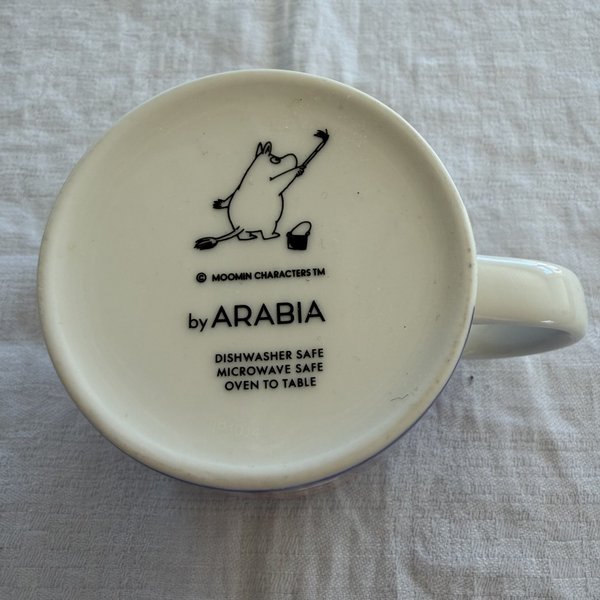 © MOOMIN CHARACTERS TM
by ARABIA
DISHWASHER SAFE
MICROWAVE SAFE
OVEN TO TABLE